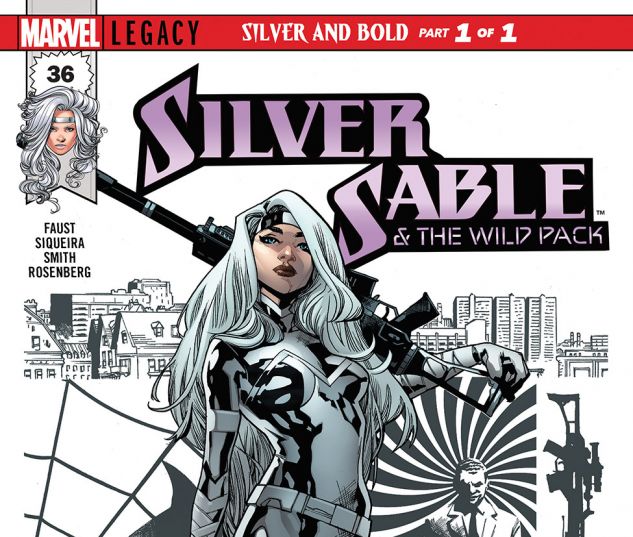 MARVEL LEGACY SILVER AND BOLD PART 1 OF 1
36
SILVER
SABLE
& THE WILD PACK
TM
FAUST
SIQUEIRA
SMITH
ROSENBERG